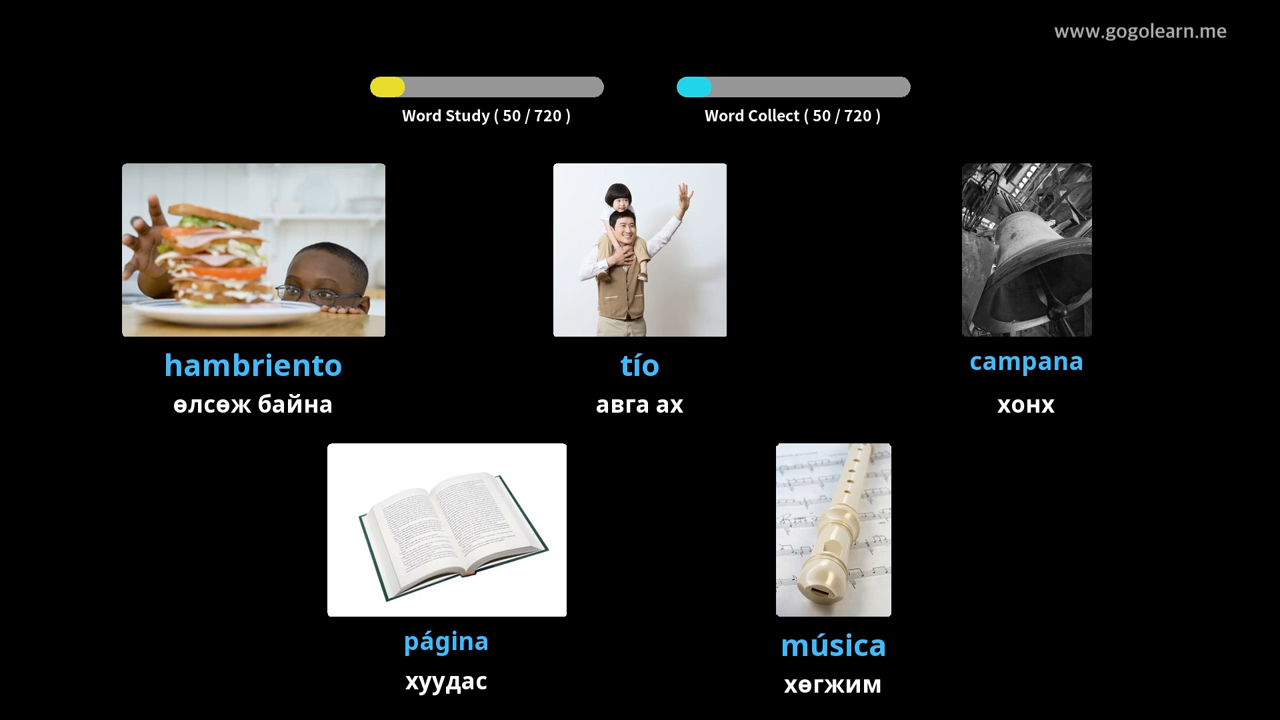 www.gogolearn.me
Word Study ( 50 / 720 )
Word Collect ( 50 / 720 )
hambriento
өлсөж байна
tío
авга ах
campana
хонх
página
хуудас
música
хөгжим